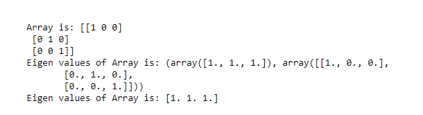 Array is: [[1 0 0]
[0 1 0]
[0 0 1]]
Eigen values of Array is: (array([1., 1., 1.]), array([[1., 0., 0.],
[0., 1., 0.],
[0., 0., 1.]]))
Eigen values of Array is: [1. 1. 1.]